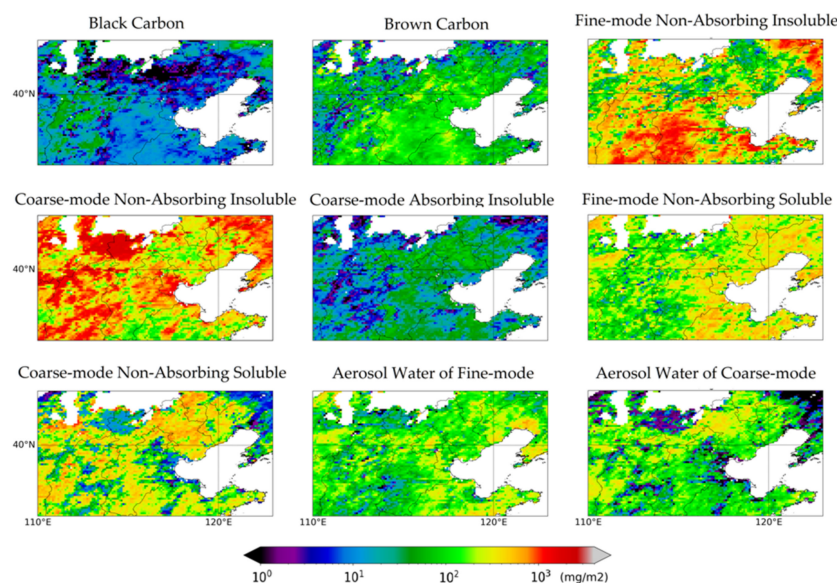 Black Carbon
Brown Carbon
Fine-mode Non-Absorbing Insoluble
40°N
Coarse-mode Non-Absorbing Insoluble
Coarse-mode Absorbing Insoluble
Fine-mode Non-Absorbing Soluble
40°N
Coarse-mode Non-Absorbing Soluble
Aerosol Water of Fine-mode
Aerosol Water of Coarse-mode
40°N
110°E 120°E 110°E 120°E 110°E 120°E
10⁰ 10¹ 10² 10³ (mg/m2)